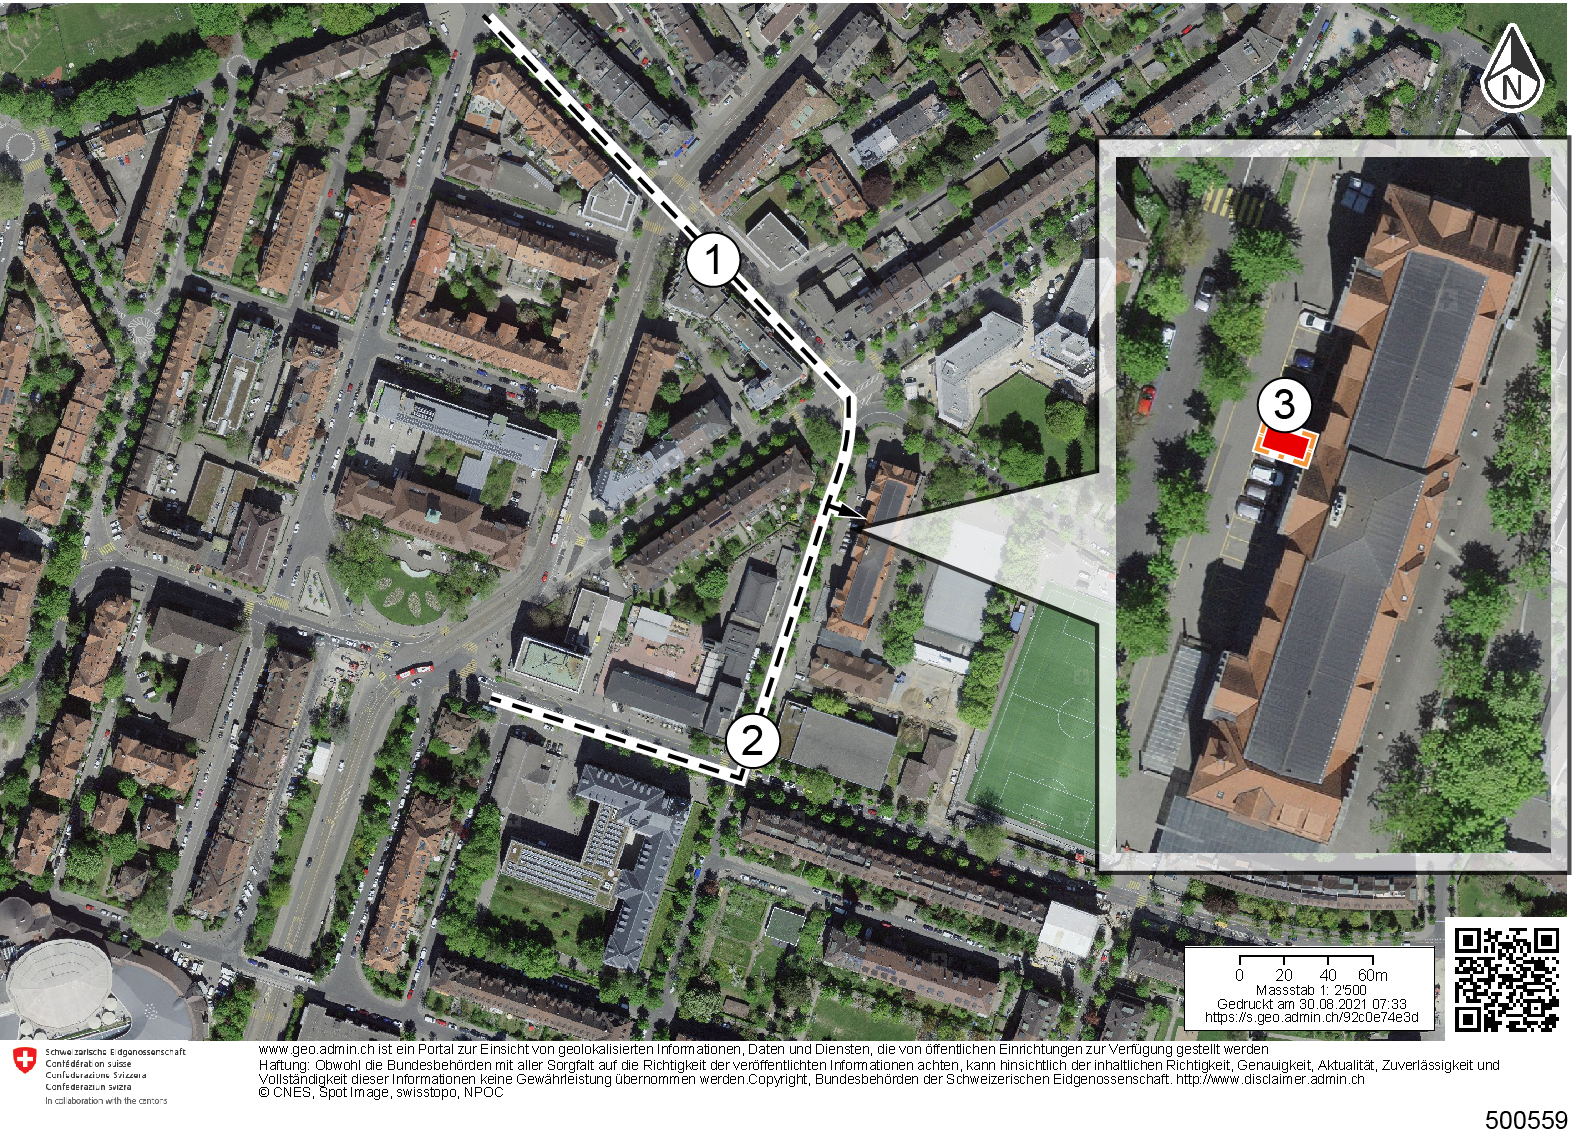 N
1
2
3
0 20 40 60m
Massstab 1: 2'500
Gedruckt am 30.08.2021 07:33
https://s.geo.admin.ch/92c0e74e3d
Schweizerische Eidgenossenschaft
Confédération suisse
Confederazione Svizzera
Confederaziun svizra
In collaboration with the cantons
www.geo.admin.ch ist ein Portal zur Einsicht von geolokalisierten Informationen, Daten und Diensten, die von öffentlichen Einrichtungen zur Verfügung gestellt werden
Haftung: Obwohl die Bundesbehörden mit aller Sorgfalt auf die Richtigkeit der veröffentlichten Informationen achten, kann hinsichtlich der inhaltlichen Richtigkeit, Genauigkeit, Aktualität, Zuverlässigkeit und
Vollständigkeit dieser Informationen keine Gewährleistung übernommen werden.Copyright, Bundesbehörden der Schweizerischen Eidgenossenschaft. http://www.disclaimer.admin.ch
© CNES, Spot Image, swisstopo, NPOC
500559